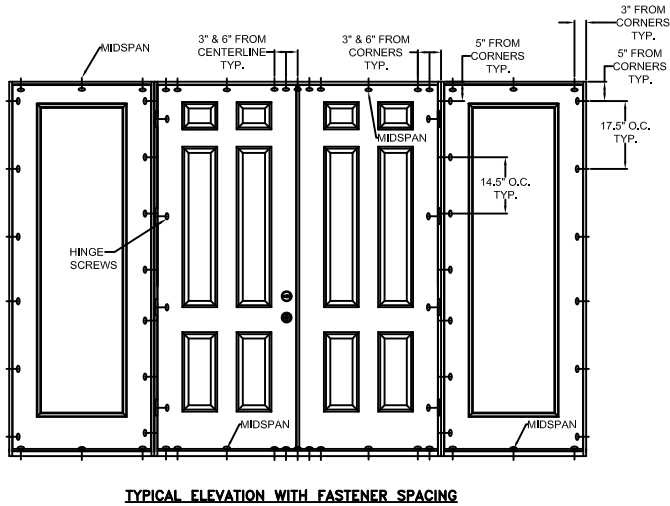 MIDSPAN
3" & 6" FROM
CENTERLINE
TYP.
3" & 6" FROM
CORNERS
TYP.
5" FROM
CORNERS
TYP.
3" FROM
CORNERS
TYP.
5" FROM
CORNERS
TYP.
17.5" O.C.
TYP.
MIDSPAN
14.5" O.C.
TYP.
HINGE
SCREWS
MIDSPAN
MIDSPAN
TYPICAL ELEVATION WITH FASTENER SPACING